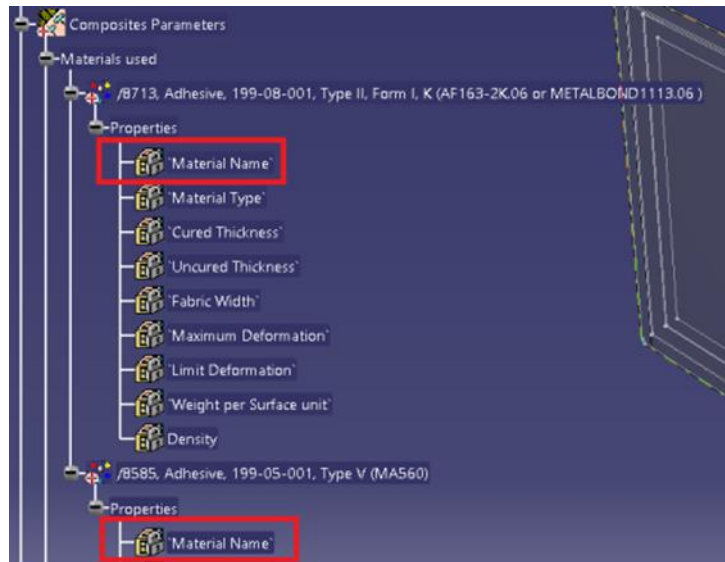 Composites Parameters
Materials used
/8713, Adhesive, 199-08-001, Type II, Form I, K (AF163-2K.06 or METALBOND1113.06 )
Properties
`Material Name`
`Material Type`
`Cured Thickness`
`Uncured Thickness`
`Fabric Width`
`Maximum Deformation`
`Limit Deformation`
`Weight per Surface unit`
Density
/8585, Adhesive, 199-05-001, Type V (MA560)
Properties
`Material Name`